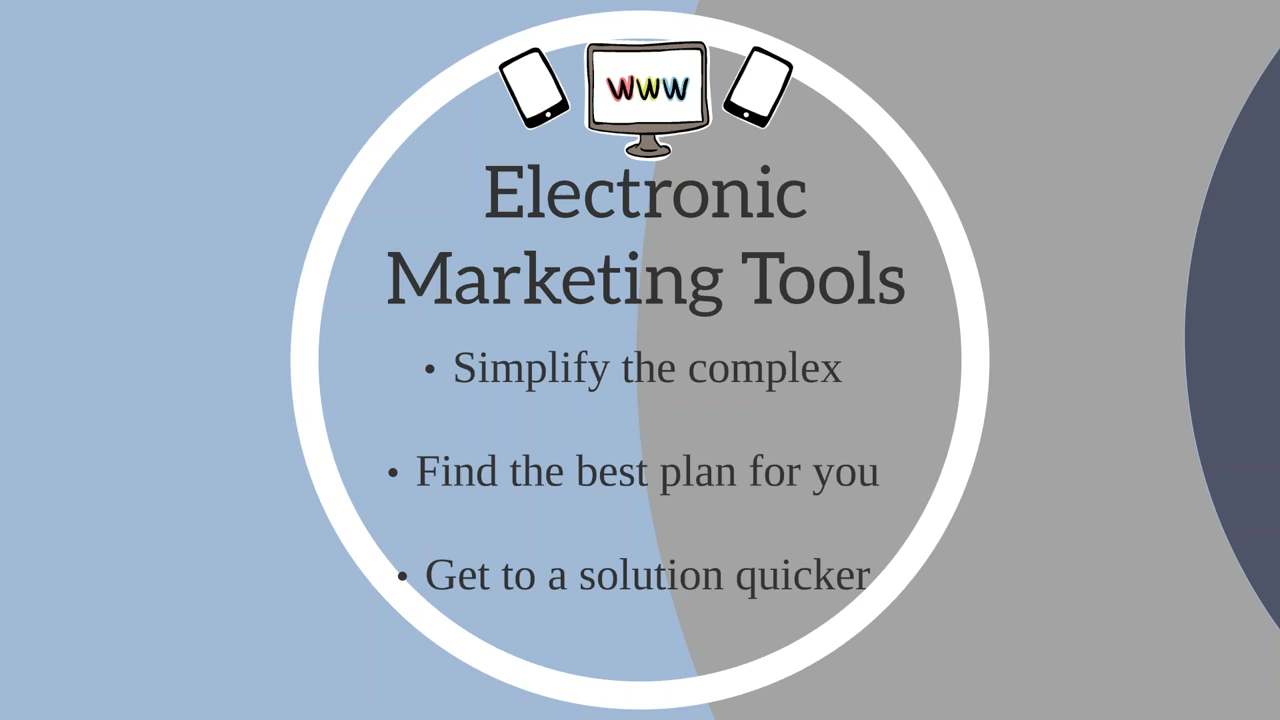 WWW
Electronic
Marketing Tools
• Simplify the complex
• Find the best plan for you
• Get to a solution quicker